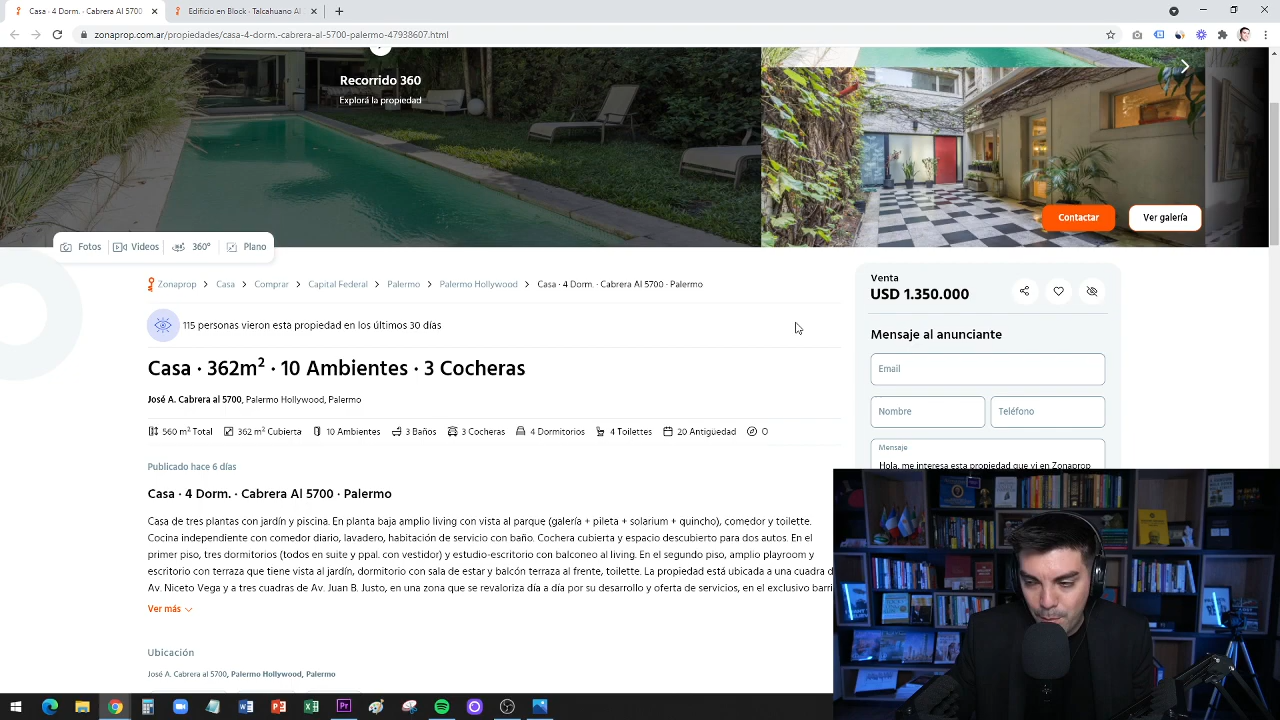 Casa · 4 Dorm. · Cabrera Al 5700
Edificio en Block · Talcahuano Al
zonaprop.com.ar/propiedades/casa-4-dorm.-cabrera-al-5700-palermo-47938607.html
Recorrido 360
Explorá la propiedad
Contactar
Ver galería
Fotos
Videos
360°
Plano
Zonaprop > Casa > Comprar > Capital Federal > Palermo > Palermo Hollywood > Casa · 4 Dorm. · Cabrera Al 5700 · Palermo
115 personas vieron esta propiedad en los últimos 30 días
Casa · 362m² · 10 Ambientes · 3 Cocheras
José A. Cabrera al 5700, Palermo Hollywood, Palermo
560 m² Total 362 m² Cubierta 10 Ambientes 3 Baños 3 Cocheras 4 Dormitorios 4 Toilettes 20 Antigüedad O
Publicado hace 6 días
Casa · 4 Dorm. · Cabrera Al 5700 · Palermo
Casa de tres plantas con jardín y piscina. En planta baja amplio living con vista al parque (galería + pileta + solarium + quincho), comedor y toilette.
Cocina independiente con comedor diario, lavadero, habitación de servicio con baño. Cochera cubierta y espacio descubierto para dos autos. En el
primer piso, tres dormitorios (todos en suite y ppal. con vestidor) y estudio-escritorio con balconeo al living. En el segundo piso, amplio playroom y
escritorio con terraza que tiene vista al jardín, dormitorio con sala de estar y balcón terraza al frente, toilette. La propiedad está ubicada a una cuadra d
Av. Niceto Vega y a tres cuadras de Av. Juan B. Justo, en una zona que se revaloriza día a día por su desarrollo y oferta de servicios, en el exclusivo barri
Ver más
Ubicación
José A. Cabrera al 5700, Palermo Hollywood, Palermo
Venta
USD 1.350.000
Mensaje al anunciante
Email
Nombre
Teléfono
Mensaje
Hola, me interesa esta propiedad que vi en Zonaprop